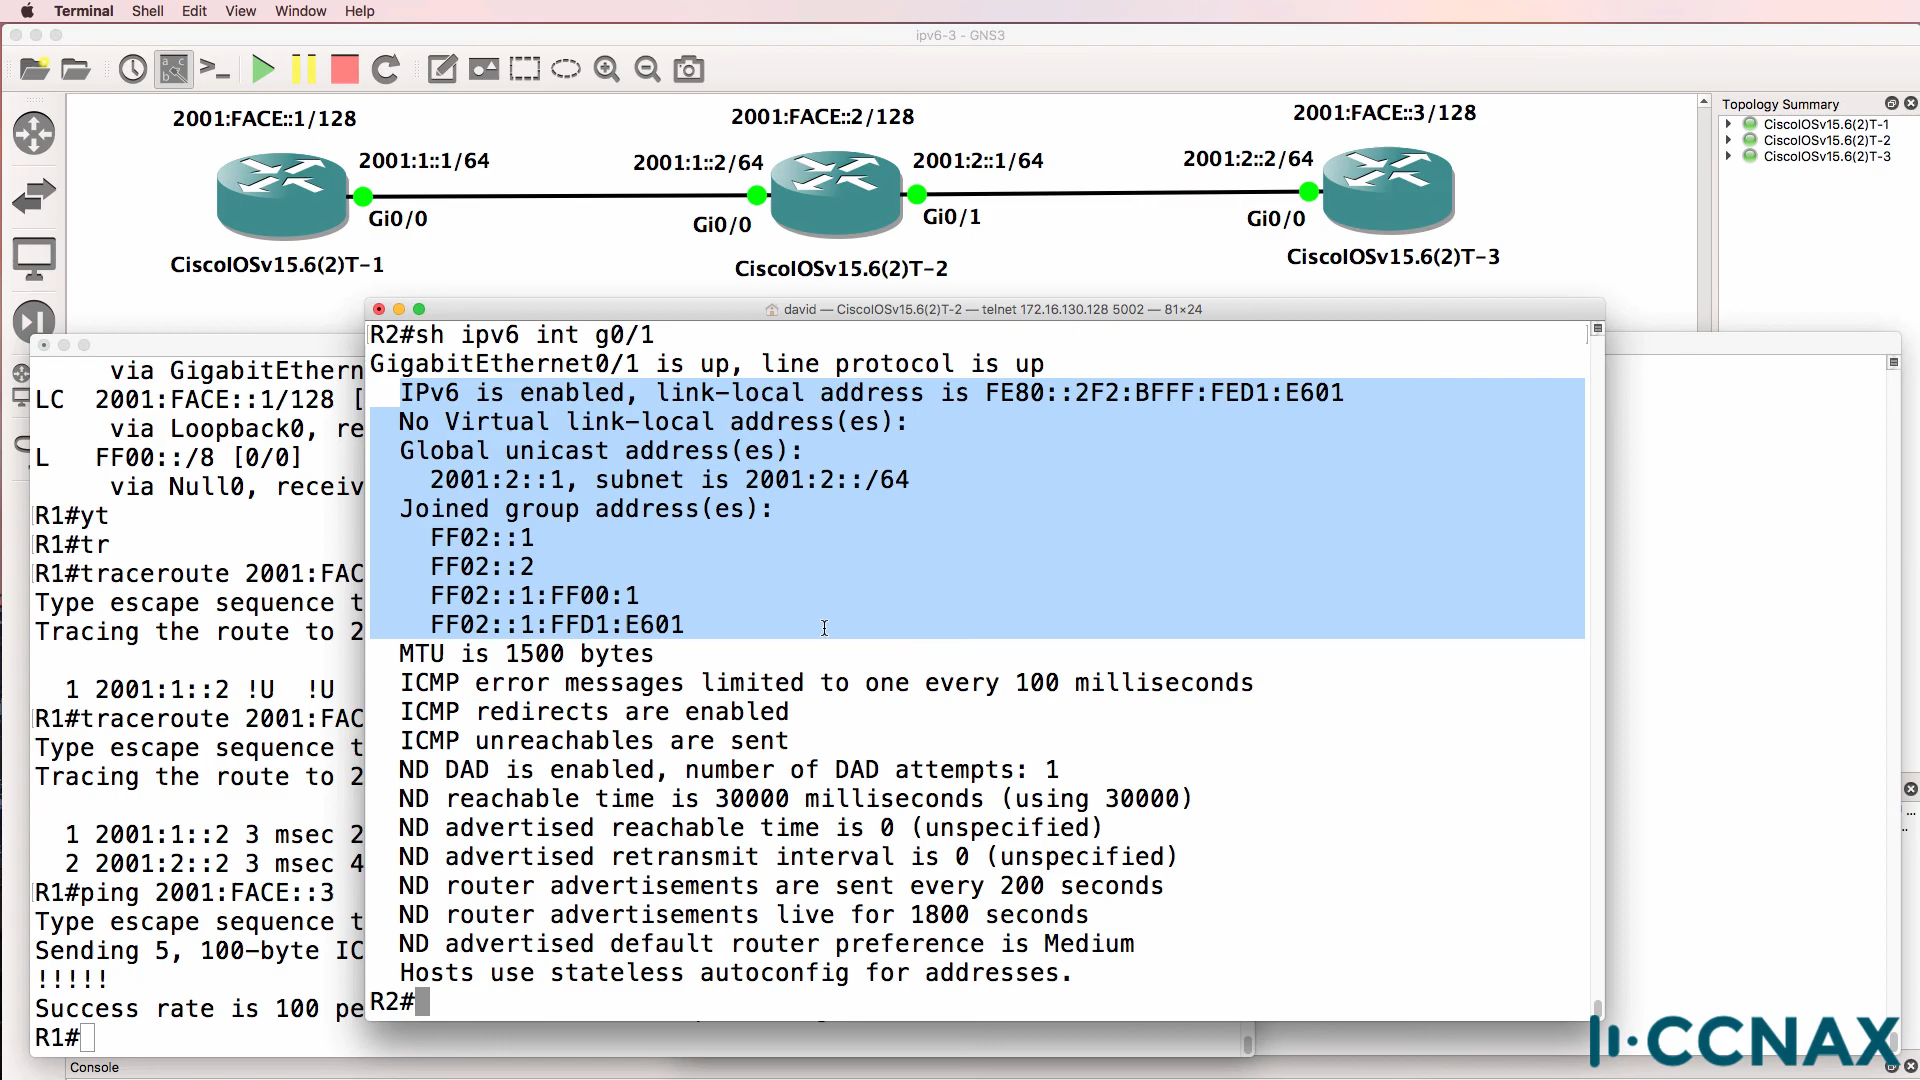 Terminal Shell Edit View Window Help
ipv6-3 - GNS3
2001:FACE::1/128
2001:FACE::2/128
2001:FACE::3/128
2001:1::1/64
2001:1::2/64
2001:2::1/64
2001:2::2/64
Gi0/0
Gi0/0
Gi0/1
Gi0/0
CiscoIOSv15.6(2)T-1
CiscoIOSv15.6(2)T-2
CiscoIOSv15.6(2)T-3
Topology Summary
CiscoIOSv15.6(2)T-1
CiscoIOSv15.6(2)T-2
CiscoIOSv15.6(2)T-3
via GigabitEthern
LC 2001:FACE::1/128 [
via Loopback0, re
L FF00::/8 [0/0]
via Null0, receiv
R1#yt
R1#tr
R1#traceroute 2001:FAC
Type escape sequence t
Tracing the route to 2
1 2001:1::2 !U !U
R1#traceroute 2001:FAC
Type escape sequence t
Tracing the route to 2
1 2001:1::2 3 msec 2
2 2001:2::2 3 msec 4
R1#ping 2001:FACE::3
Type escape sequence t
Sending 5, 100-byte IC
!!!!!
Success rate is 100 pe
R1#
david — CiscoIOSv15.6(2)T-2 — telnet 172.16.130.128 5002 — 81×24
R2#sh ipv6 int g0/1
GigabitEthernet0/1 is up, line protocol is up
IPv6 is enabled, link-local address is FE80::2F2:BFFF:FED1:E601
No Virtual link-local address(es):
Global unicast address(es):
2001:2::1, subnet is 2001:2::/64
Joined group address(es):
FF02::1
FF02::2
FF02::1:FF00:1
FF02::1:FFD1:E601
MTU is 1500 bytes
ICMP error messages limited to one every 100 milliseconds
ICMP redirects are enabled
ICMP unreachables are sent
ND DAD is enabled, number of DAD attempts: 1
ND reachable time is 30000 milliseconds (using 30000)
ND advertised reachable time is 0 (unspecified)
ND advertised retransmit interval is 0 (unspecified)
ND router advertisements are sent every 200 seconds
ND router advertisements live for 1800 seconds
ND advertised default router preference is Medium
Hosts use stateless autoconfig for addresses.
R2#
Console
CCNAX